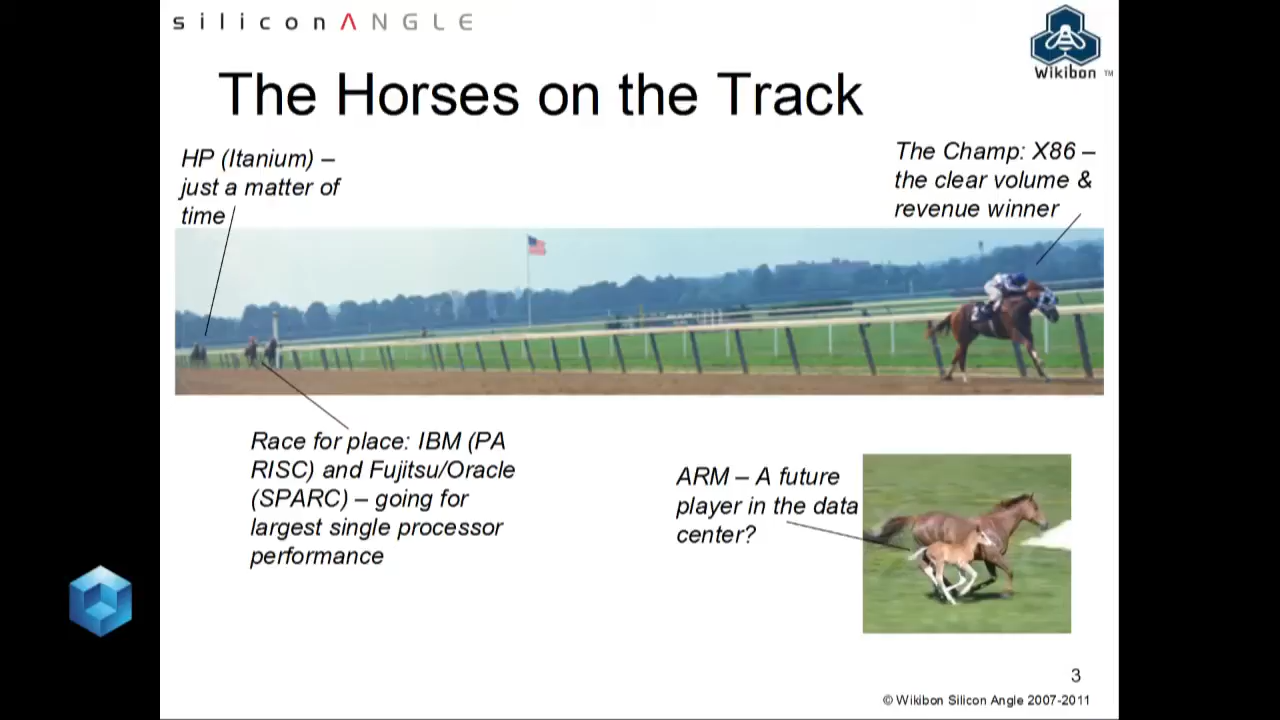 siliconANGLE
Wikibon TM
The Horses on the Track
HP (Itanium) –
just a matter of
time
The Champ: X86 –
the clear volume &
revenue winner
2
Race for place: IBM (PA
RISC) and Fujitsu/Oracle
(SPARC) – going for
largest single processor
performance
ARM – A future
player in the data
center?
3
© Wikibon Silicon Angle 2007-2011